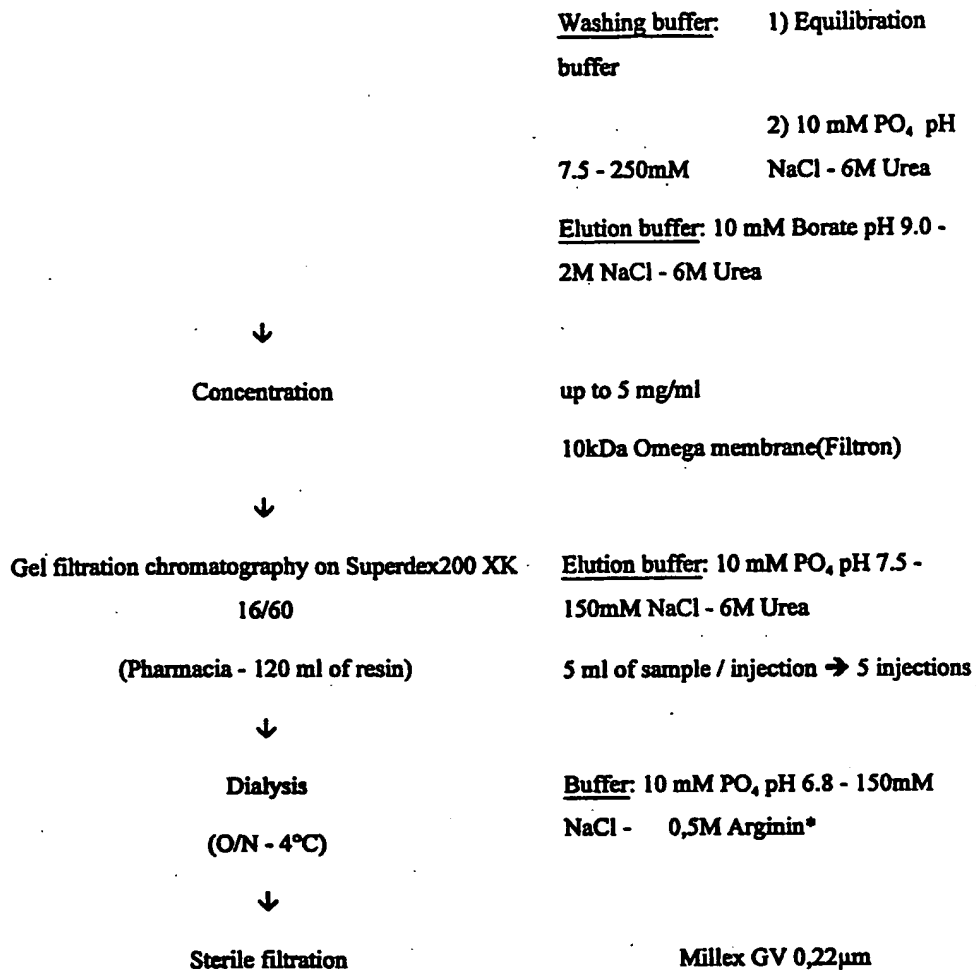 Washing buffer: 1) Equilibration
buffer
2) 10 mM PO₄ pH
7.5 - 250mM NaCl - 6M Urea
Elution buffer: 10 mM Borate pH 9.0 -
2M NaCl - 6M Urea
↓
Concentration up to 5 mg/ml
10kDa Omega membrane(Filtron)
↓
Gel filtration chromatography on Superdex200 XK Elution buffer: 10 mM PO₄ pH 7.5 -
16/60 150mM NaCl - 6M Urea
(Pharmacia - 120 ml of resin) 5 ml of sample / injection → 5 injections
↓
Dialysis Buffer: 10 mM PO₄ pH 6.8 - 150mM
(O/N - 4°C) NaCl - 0,5M Arginin*
↓
Sterile filtration Millex GV 0,22µm